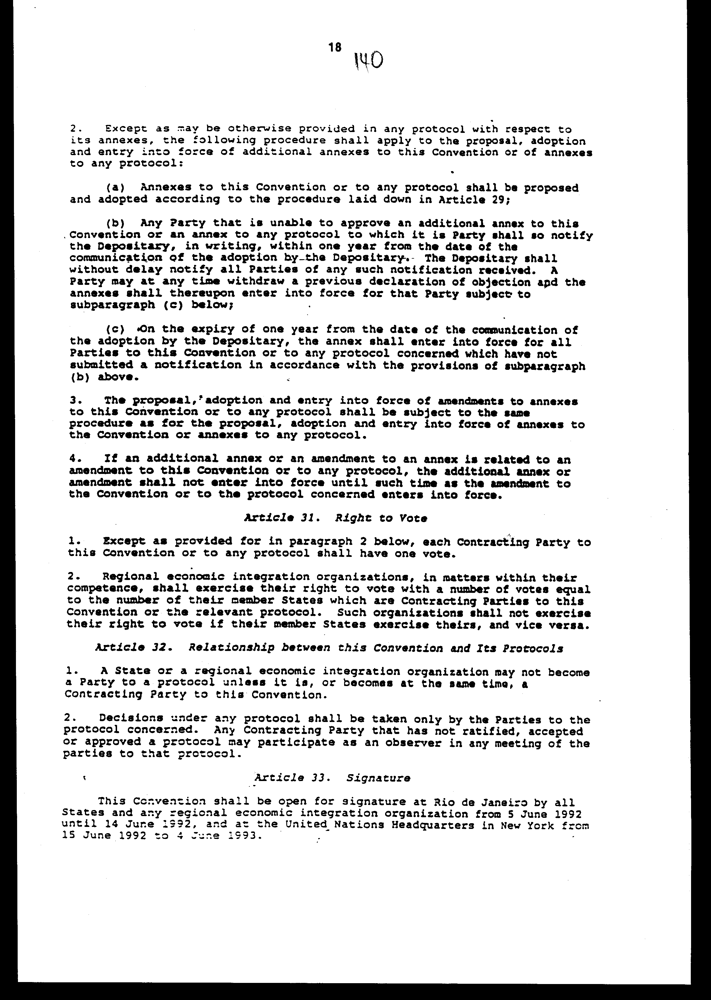 18
140
2. Except as may be otherwise provided in any protocol with respect to
its annexes, the following procedure shall apply to the proposal, adoption
and entry into force of additional annexes to this Convention or of annexes
to any protocol:
(a) Annexes to this Convention or to any protocol shall be proposed
and adopted according to the procedure laid down in Article 29;
(b) Any Party that is unable to approve an additional annex to this
Convention or an annex to any protocol to which it is Party shall so notify
the Depositary, in writing, within one year from the date of the
communication of the adoption by the Depositary. The Depositary shall
without delay notify all Parties of any such notification received. A
Party may at any time withdraw a previous declaration of objection and the
annexes shall thereupon enter into force for that Party subject to
subparagraph (c) below;
(c) On the expiry of one year from the date of the communication of
the adoption by the Depositary, the annex shall enter into force for all
Parties to this Convention or to any protocol concerned which have not
submitted a notification in accordance with the provisions of subparagraph
(b) above.
3. The proposal, adoption and entry into force of amendments to annexes
to this Convention or to any protocol shall be subject to the same
procedure as for the proposal, adoption and entry into force of annexes to
the Convention or annexes to any protocol.
4. If an additional annex or an amendment to an annex is related to an
amendment to this Convention or to any protocol, the additional annex or
amendment shall not enter into force until such time as the amendment to
the Convention or to the protocol concerned enters into force.
Article 31. Right to Vote
1. Except as provided for in paragraph 2 below, each Contracting Party to
this Convention or to any protocol shall have one vote.
2. Regional economic integration organizations, in matters within their
competence, shall exercise their right to vote with a number of votes equal
to the number of their member States which are Contracting Parties to this
Convention or the relevant protocol. Such organizations shall not exercise
their right to vote if their member States exercise theirs, and vice versa.
Article 32. Relationship between this Convention and Its Protocols
1. A State or a regional economic integration organization may not become
a Party to a protocol unless it is, or becomes at the same time, a
Contracting Party to this Convention.
2. Decisions under any protocol shall be taken only by the Parties to the
protocol concerned. Any Contracting Party that has not ratified, accepted
or approved a protocol may participate as an observer in any meeting of the
parties to that protocol.
Article 33. Signature
This Convention shall be open for signature at Rio de Janeiro by all
States and any regional economic integration organization from 5 June 1992
until 14 June 1992, and at the United Nations Headquarters in New York from
15 June 1992 to 4 June 1993.